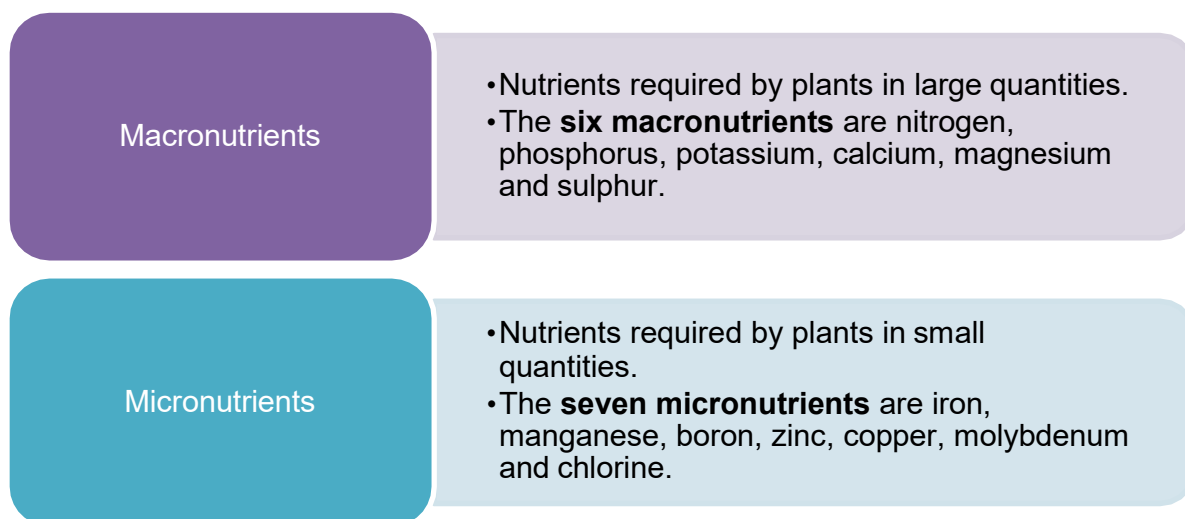 Macronutrients
•Nutrients required by plants in large quantities.
•The six macronutrients are nitrogen,
phosphorus, potassium, calcium, magnesium
and sulphur.
Micronutrients
•Nutrients required by plants in small
quantities.
•The seven micronutrients are iron,
manganese, boron, zinc, copper, molybdenum
and chlorine.